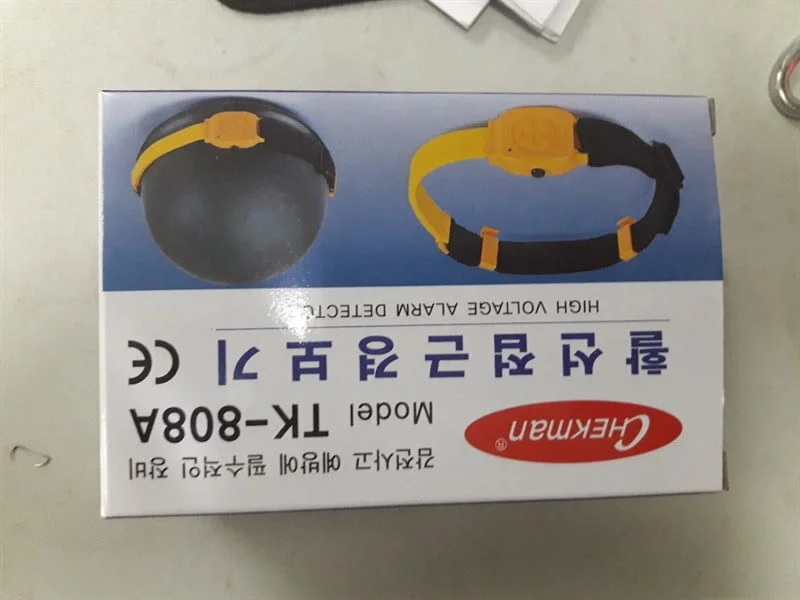 감전사고 예방에 필수적인 장비
CHEKMAN®
Model TK-808A
활선접근경보기 CE
HIGH VOLTAGE ALARM DETECTO